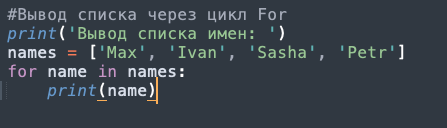 #Вывод списка через цикл For
print('Вывод списка имен: ')
names = ['Max', 'Ivan', 'Sasha', 'Petr']
for name in names:
    print(name)